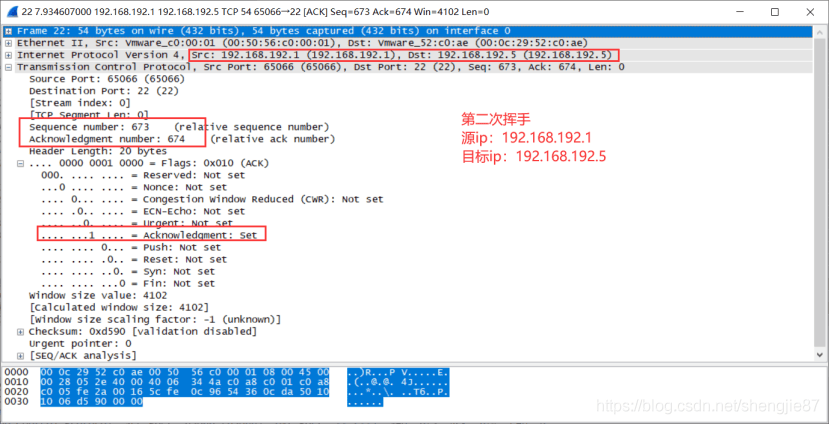 22 7.934607000 192.168.192.1 192.168.192.5 TCP 54 65066→22 [ACK] Seq=673 Ack=674 Win=4102 Len=0
Frame 22: 54 bytes on wire (432 bits), 54 bytes captured (432 bits) on interface 0
Ethernet II, Src: Vmware_c0:00:01 (00:50:56:c0:00:01), Dst: Vmware_52:c0:ae (00:0c:29:52:c0:ae)
Internet Protocol Version 4, Src: 192.168.192.1 (192.168.192.1), Dst: 192.168.192.5 (192.168.192.5)
Transmission Control Protocol, Src Port: 65066 (65066), Dst Port: 22 (22), Seq: 673, Ack: 674, Len: 0
Source Port: 65066 (65066)
Destination Port: 22 (22)
[Stream index: 0]
[TCP Segment Len: 0]
Sequence number: 673 (relative sequence number)
Acknowledgment number: 674 (relative ack number)
Header Length: 20 bytes
.... 0000 0001 0000 = Flags: 0x010 (ACK)
000. .... .... = Reserved: Not set
...0 .... .... = Nonce: Not set
.... 0... .... = Congestion Window Reduced (CWR): Not set
.... .0.. .... = ECN-Echo: Not set
.... ..0. .... = Urgent: Not set
.... ...1 .... = Acknowledgment: Set
.... .... 0... = Push: Not set
.... .... .0.. = Reset: Not set
.... .... ..0. = Syn: Not set
.... .... ...0 = Fin: Not set
Window size value: 4102
[Calculated window size: 4102]
[Window size scaling factor: -1 (unknown)]
Checksum: 0xd590 [validation disabled]
Urgent pointer: 0
[SEQ/ACK analysis]
第二次挥手
源ip：192.168.192.1
目标ip：192.168.192.5
0000 00 0c 29 52 c0 ae 00 50 56 c0 00 01 08 00 45 00 ..)R...P V.....E.
0010 00 28 05 2e 40 00 40 06 34 4a c0 a8 c0 01 c0 a8 .(..@.@. 4J......
0020 c0 05 fe 2a 00 16 5c fe 0c 96 54 36 0c da 50 10 ...*..\. ..T6..P.
0030 10 06 d5 90 00 00 ......
https://blog.csdn.net/shengjie87